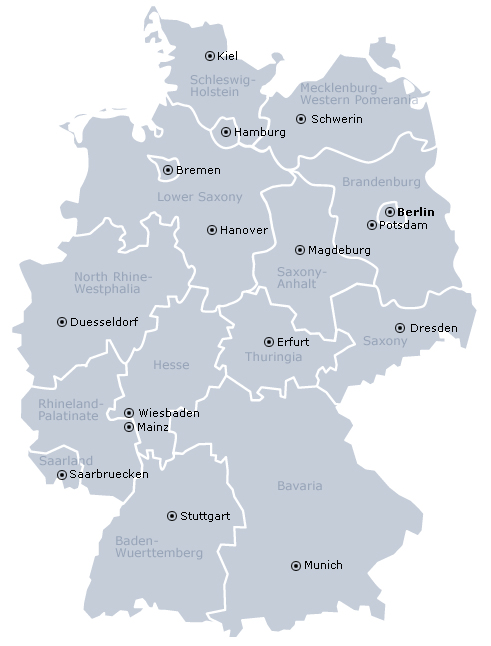 Kiel
Schleswig-
Holstein
Mecklenburg-
Western Pomerania
Schwerin
Hamburg
Bremen
Lower Saxony
Brandenburg
Berlin
Potsdam
Hanover
Magdeburg
Saxony-
Anhalt
North Rhine-
Westphalia
Duesseldorf
Dresden
Saxony
Erfurt
Thuringia
Hesse
Rhineland-
Palatinate
Wiesbaden
Mainz
Saarland
Saarbruecken
Bavaria
Stuttgart
Baden-
Wuerttemberg
Munich